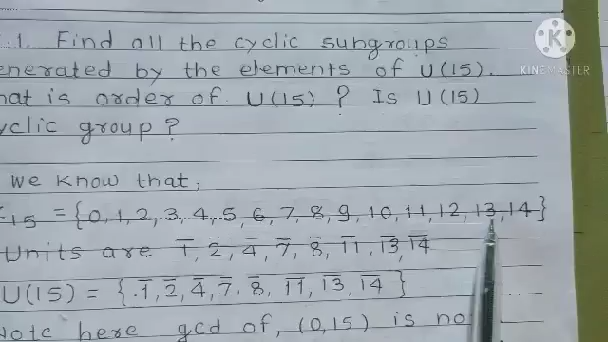 1. Find all the cyclic sungroups
KINEMASTER
enerated by the elements of U(15).
hat is order of U(15) ? Is U(15)
yclic group?
We know that;
15 = {0, 1, 2, 3, 4, 5, 6, 7, 8, 9, 10, 11, 12, 13, 14}
Units are 1̅, 2̅, 4̅, 7̅, 8̅, 1̅1̅, 1̅3̅, 1̅4̅
U(15) = { 1̅, 2̅, 4̅, 7̅, 8̅, 1̅1̅, 1̅3̅, 1̅4̅ }
Note here gcd of, (0,15) is no